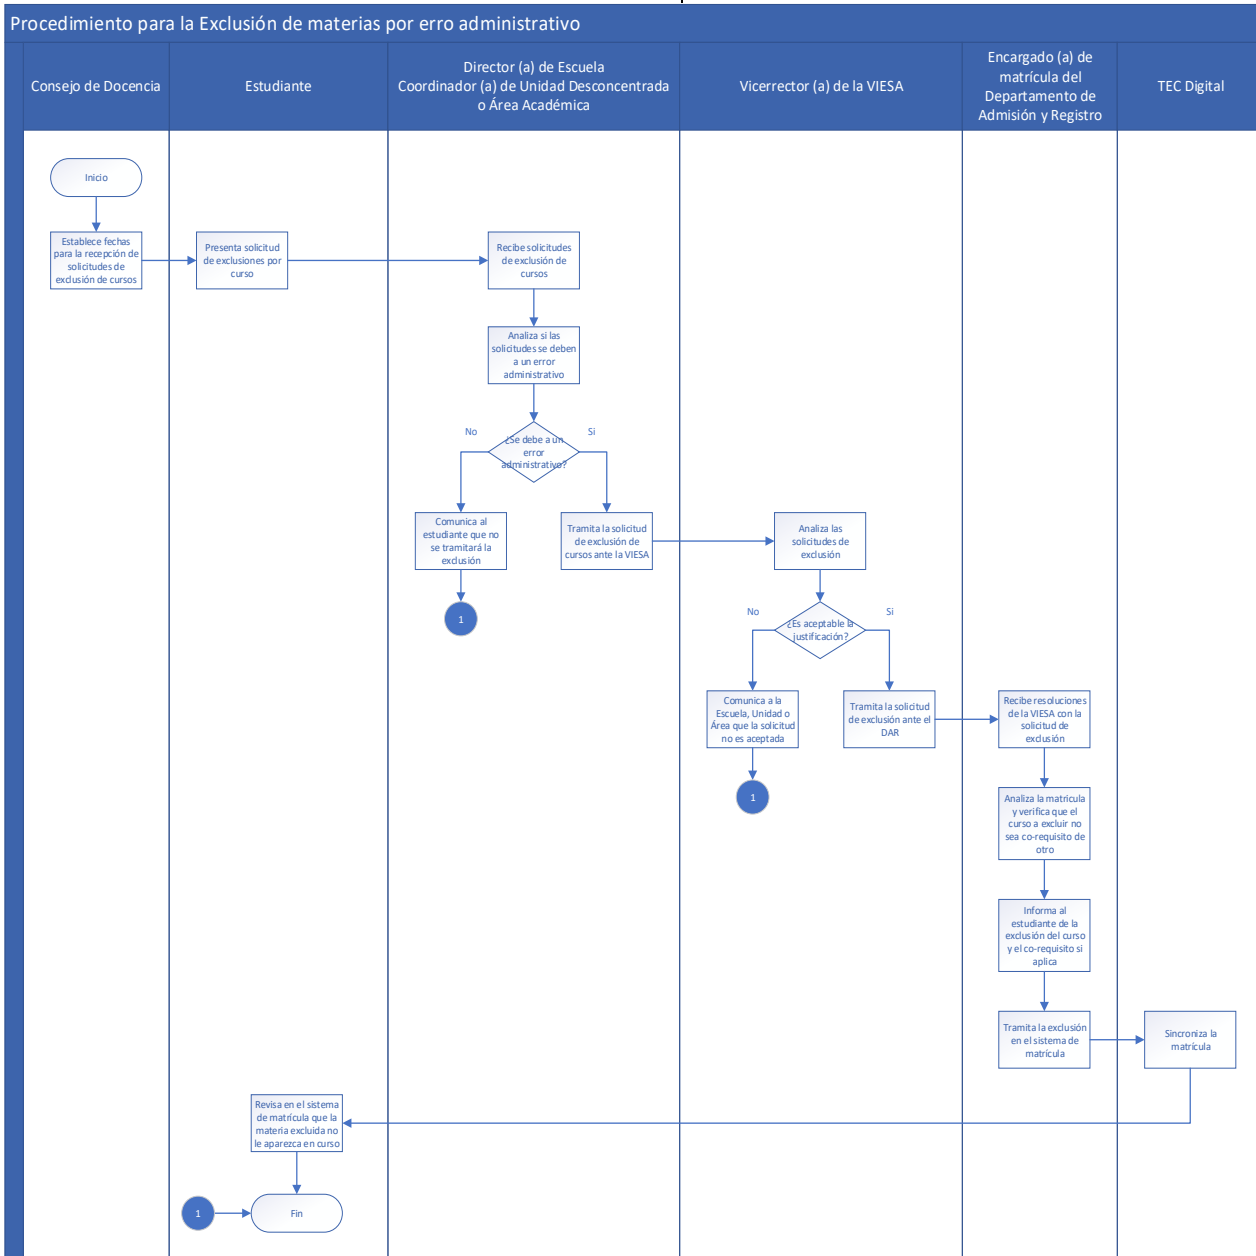 Procedimiento para la Exclusión de materias por erro administrativo
Consejo de Docencia
Estudiante
Director (a) de Escuela
Coordinador (a) de Unidad Desconcentrada
o Área Académica
Vicerrector (a) de la VIESA
Encargado (a) de
matrícula del
Departamento de
Admisión y Registro
TEC Digital
Inicio
Establece fechas
para la recepción de
solicitudes de
exclusión de cursos
Presenta solicitud
de exclusiones por
curso
Recibe solicitudes
de exclusión de
cursos
Analiza si las
solicitudes se deben
a un error
administrativo
¿Se debe a un
error
administrativo?
No
Si
Comunica al
estudiante que no
se tramitará la
exclusión
1
Tramita la solicitud
de exclusión de
cursos ante la VIESA
Analiza las
solicitudes de
exclusión
¿Es aceptable la
justificación?
No
Si
Comunica a la
Escuela, Unidad o
Área que la solicitud
no es aceptada
1
Tramita la solicitud
de exclusión ante el
DAR
Recibe resoluciones
de la VIESA con la
solicitud de
exclusión
Analiza la matricula
y verifica que el
curso a excluir no
sea co-requisito de
otro
Informa al
estudiante de la
exclusión del curso
y el co-requisito si
aplica
Tramita la exclusión
en el sistema de
matrícula
Sincroniza la
matrícula
Revisa en el sistema
de matrícula que la
materia excluida no
le aparezca en curso
1
Fin